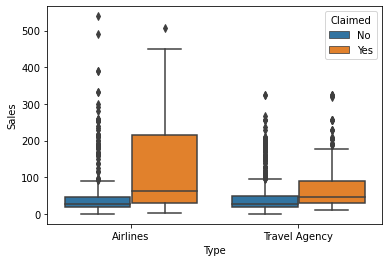 Claimed
No
Yes
500
400
300
200
100
0
Sales
Airlines
Travel Agency
Type